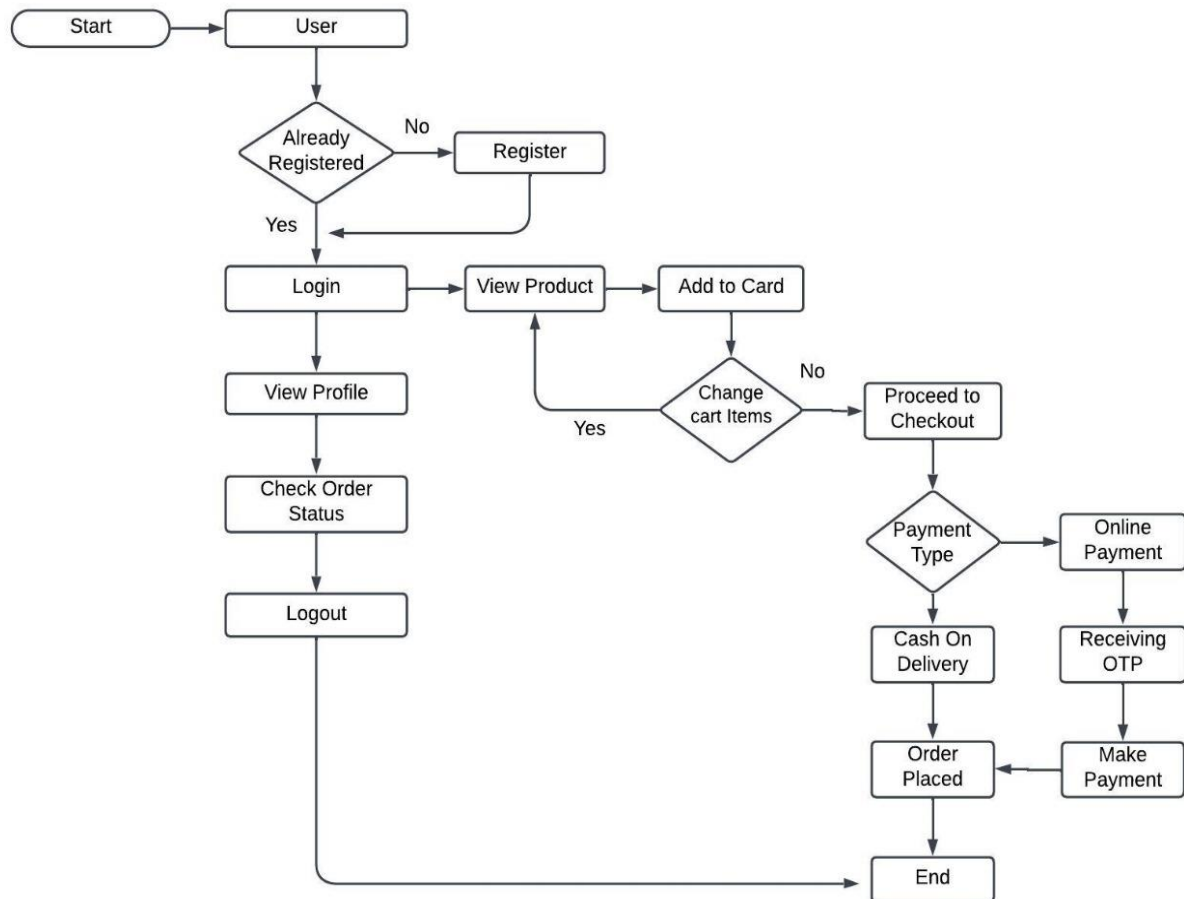 Start
User
Already
Registered
No
Register
Yes
Login
View Product
Add to Card
View Profile
Change
cart Items
No
Yes
Proceed to
Checkout
Check Order
Status
Payment
Type
Online
Payment
Logout
Cash On
Delivery
Receiving
OTP
Order
Placed
Make
Payment
End